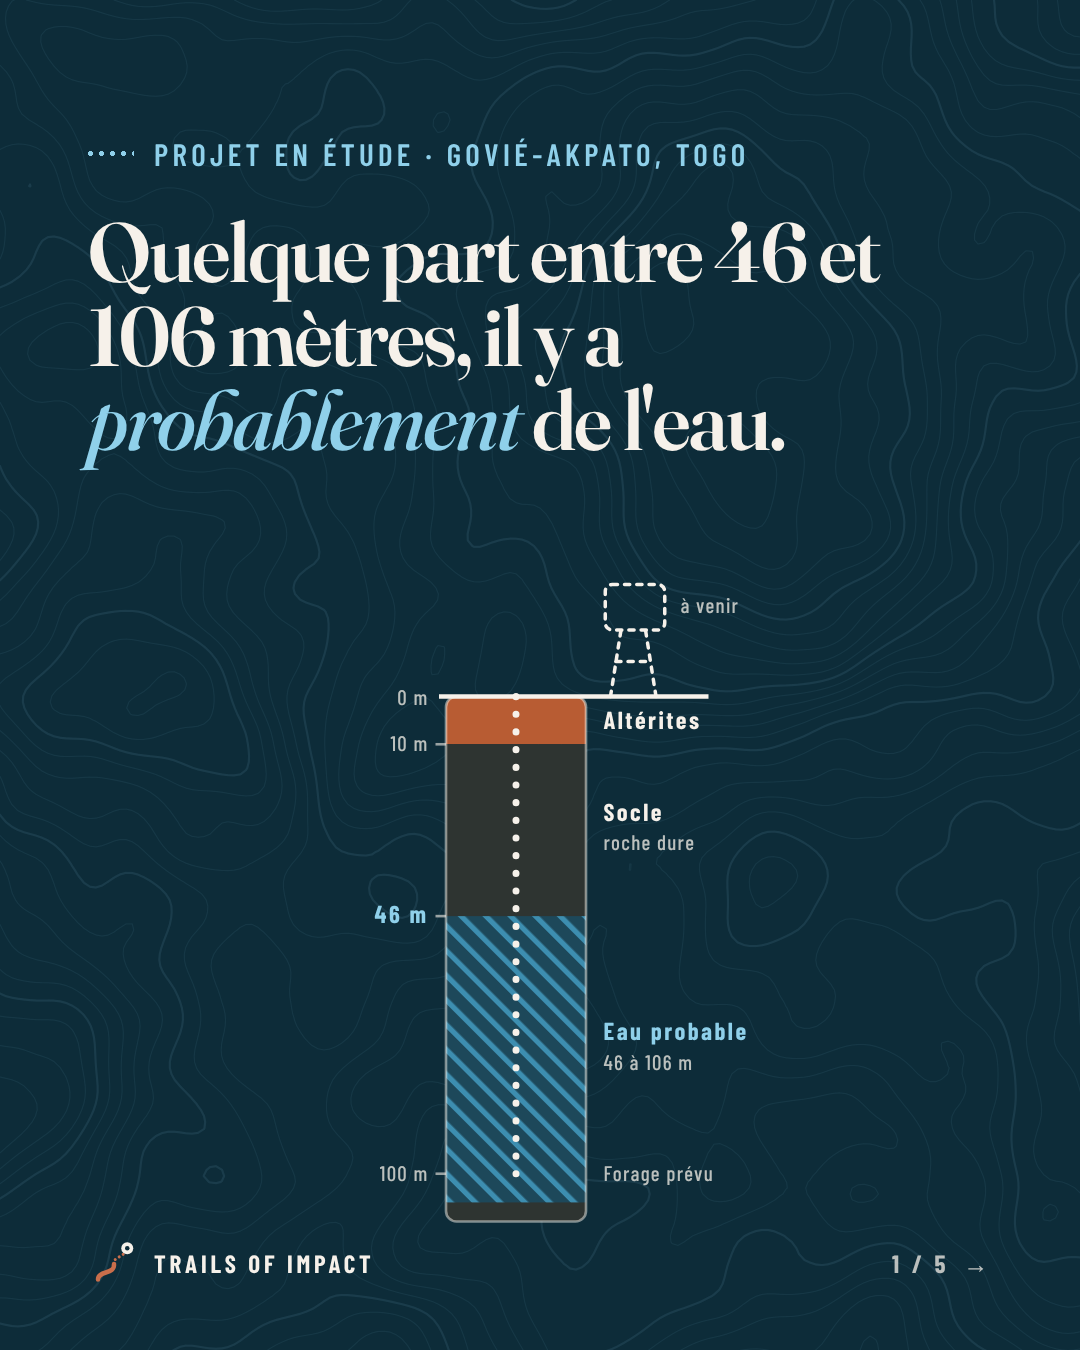 PROJET EN ÉTUDE · GOVIÉ-AKPATO, TOGO
Quelque part entre 46 et
106 mètres, il y a
probablement de l'eau.
à venir
0 m
Altérites
10 m
Socle
roche dure
46 m
Eau probable
46 à 106 m
100 m
Forage prévu
TRAILS OF IMPACT
1 / 5 →